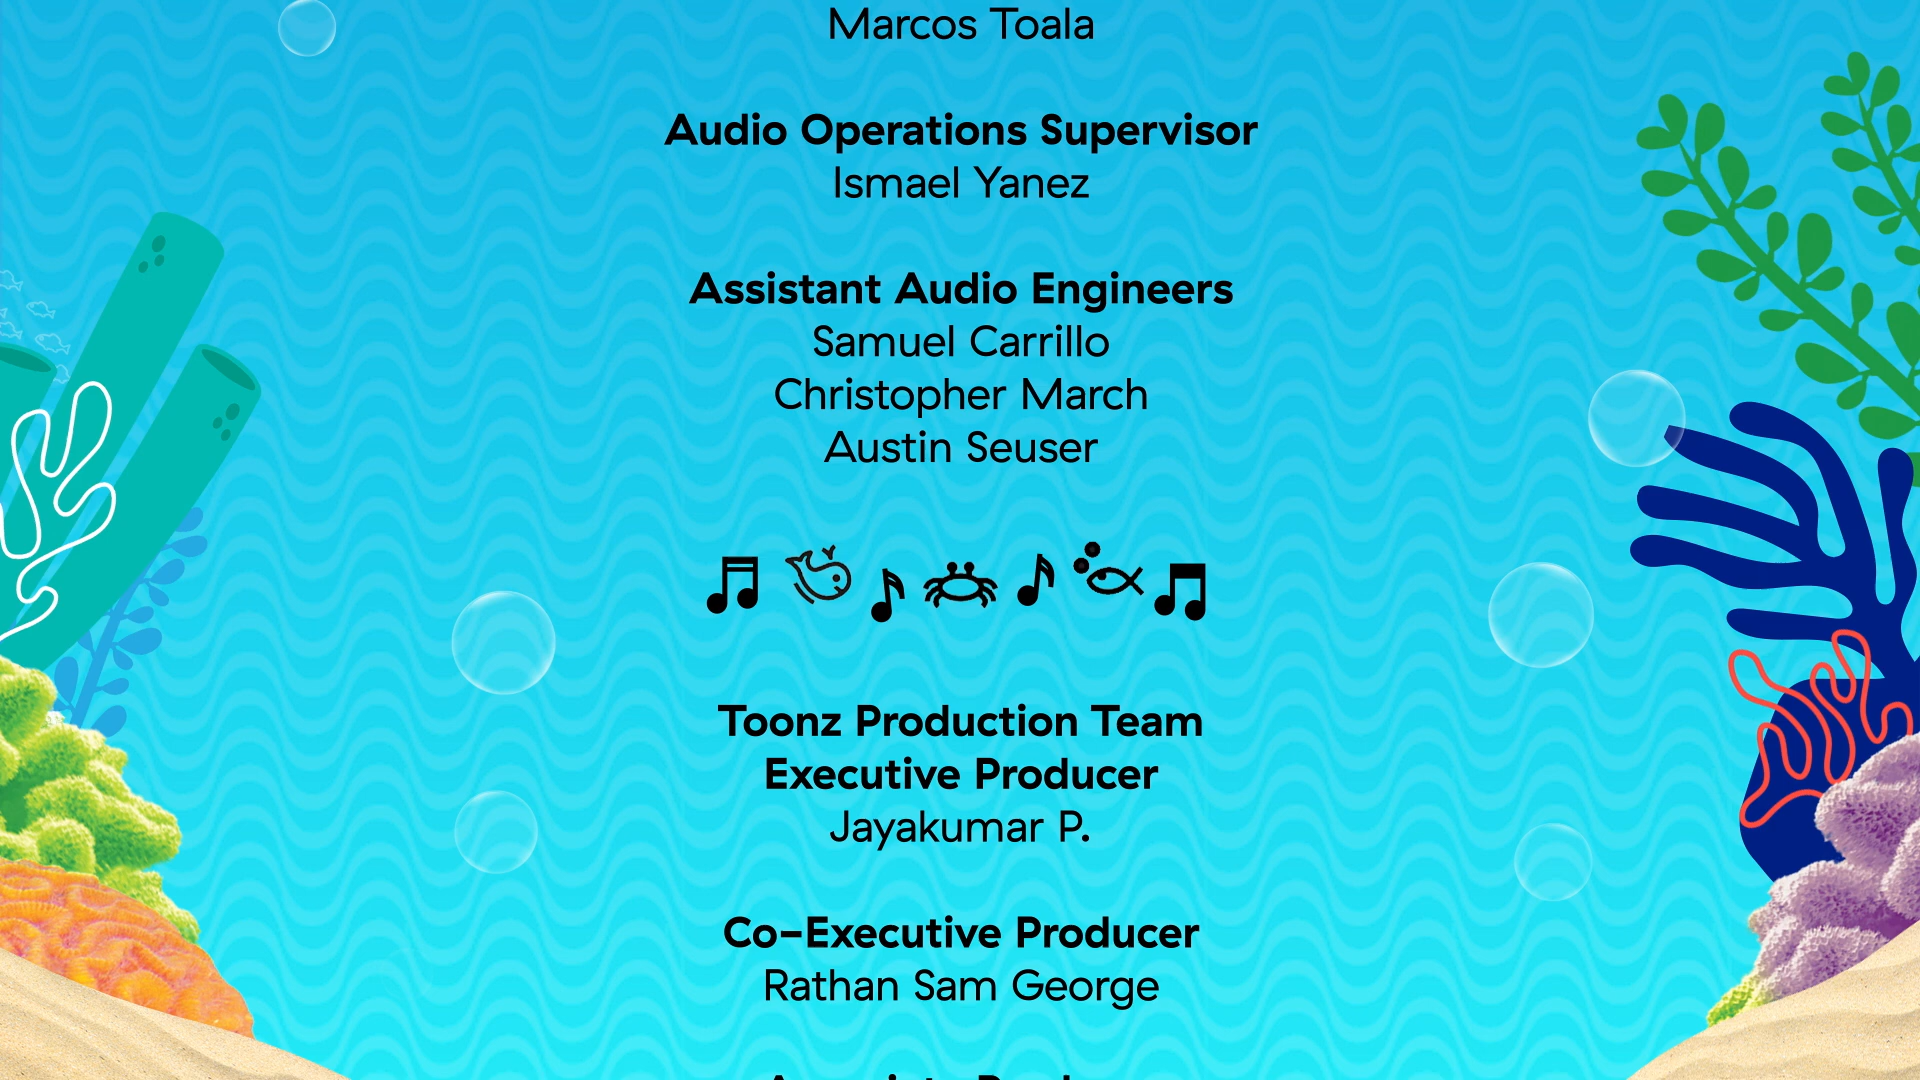 Marcos Toala
Audio Operations Supervisor
Ismael Yanez
Assistant Audio Engineers
Samuel Carrillo
Christopher March
Austin Seuser
Toonz Production Team
Executive Producer
Jayakumar P.
Co-Executive Producer
Rathan Sam George